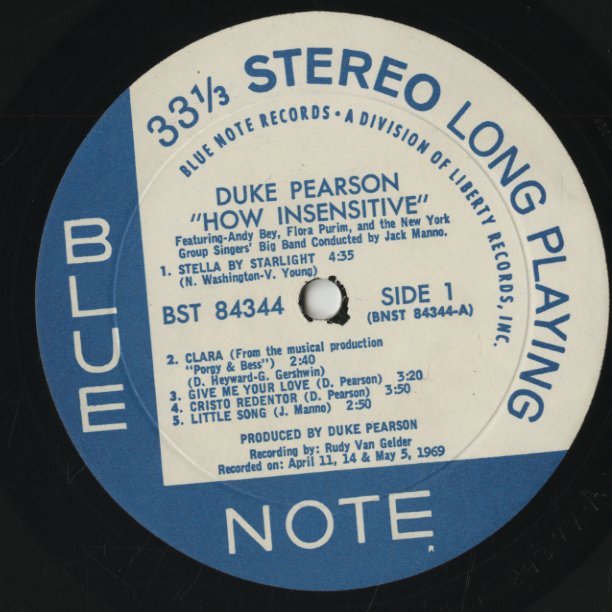 33⅓ STEREO LONG PLAYING
BLUE NOTE RECORDS • A DIVISION OF LIBERTY RECORDS, INC.
DUKE PEARSON
"HOW INSENSITIVE"
Featuring-Andy Bey, Flora Purim, and the New York
Group Singers' Big Band Conducted by Jack Manno.
1. STELLA BY STARLIGHT 4:35
(N. Washington-V. Young)
BST 84344
SIDE 1
(BNST 84344-A)
2. CLARA (From the musical production
"Porgy & Bess") 2:40
(D. Heyward-G. Gershwin)
3. GIVE ME YOUR LOVE (D. Pearson) 3:20
4. CRISTO REDENTOR (D. Pearson) 3:50
5. LITTLE SONG (J. Manno) 2:50
PRODUCED BY DUKE PEARSON
Recording by: Rudy Van Gelder
Recorded on: April 11, 14 & May 5, 1969
BLUE
NOTE